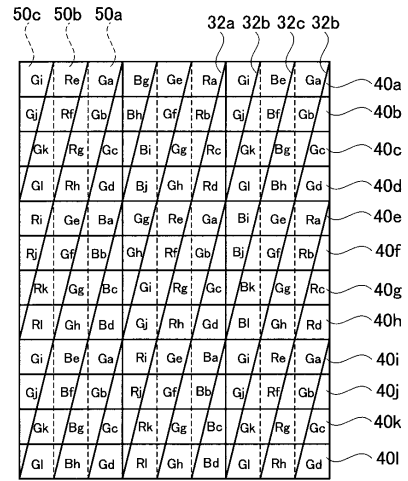 50c 50b 50a 32a 32b 32c 32b
Gi Re Ga Bg Ge Ra Gi Be Ga 40a
Gj Rf Gb Bh Gf Rb Gj Bf Gb 40b
Gk Rg Gc Bi Gg Rc Gk Bg Gc 40c
Gl Rh Gd Bj Gh Rd Gl Bh Gd 40d
Ri Ge Ba Gg Re Ga Bi Ge Ra 40e
Rj Gf Bb Gh Rf Gb Bj Gf Rb 40f
Rk Gg Bc Gi Rg Gc Bk Gg Rc 40g
Rl Gh Bd Gj Rh Gd Bl Gh Rd 40h
Gi Be Ga Ri Ge Ba Gi Re Ga 40i
Gj Bf Gb Rj Gf Bb Gj Rf Gb 40j
Gk Bg Gc Rk Gg Bc Gk Rg Gc 40k
Gl Bh Gd Rl Gh Bd Gl Rh Gd 40l